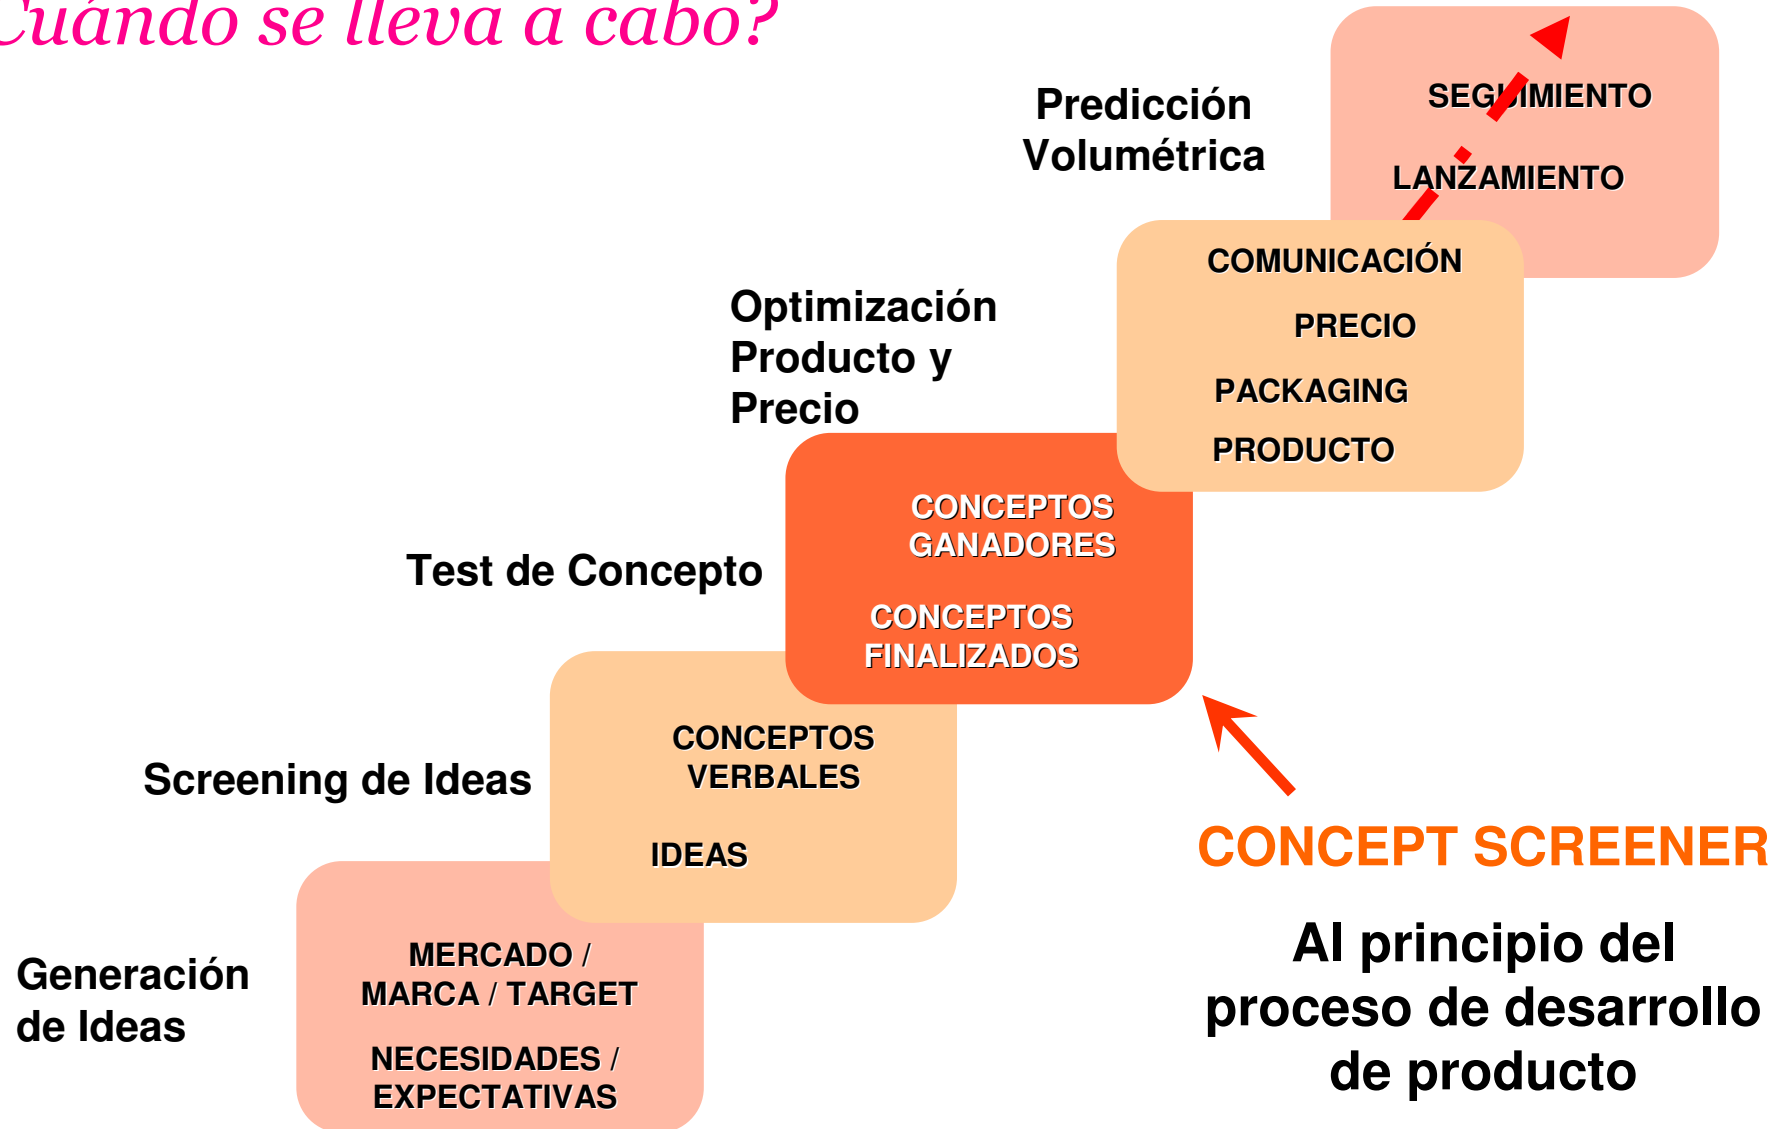 Cuándo se lleva a cabo?
Predicción
Volumétrica
SEGUIMIENTO
LANZAMIENTO
Optimización
Producto y
Precio
COMUNICACIÓN
PRECIO
PACKAGING
PRODUCTO
Test de Concepto
CONCEPTOS
GANADORES
CONCEPTOS
FINALIZADOS
Screening de Ideas
CONCEPTOS
VERBALES
IDEAS
Generación
de Ideas
MERCADO /
MARCA / TARGET
NECESIDADES /
EXPECTATIVAS
CONCEPT SCREENER
Al principio del
proceso de desarrollo
de producto